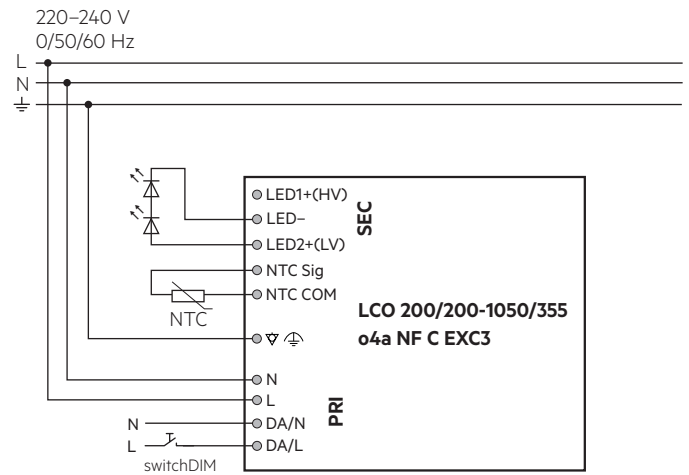 220–240 V
0/50/60 Hz
L
N
LED1+(HV)
LED–
LED2+(LV)
SEC
NTC Sig
NTC COM
NTC
LCO 200/200-1050/355
o4a NF C EXC3
N
L
PRI
N DA/N
L DA/L
switchDIM